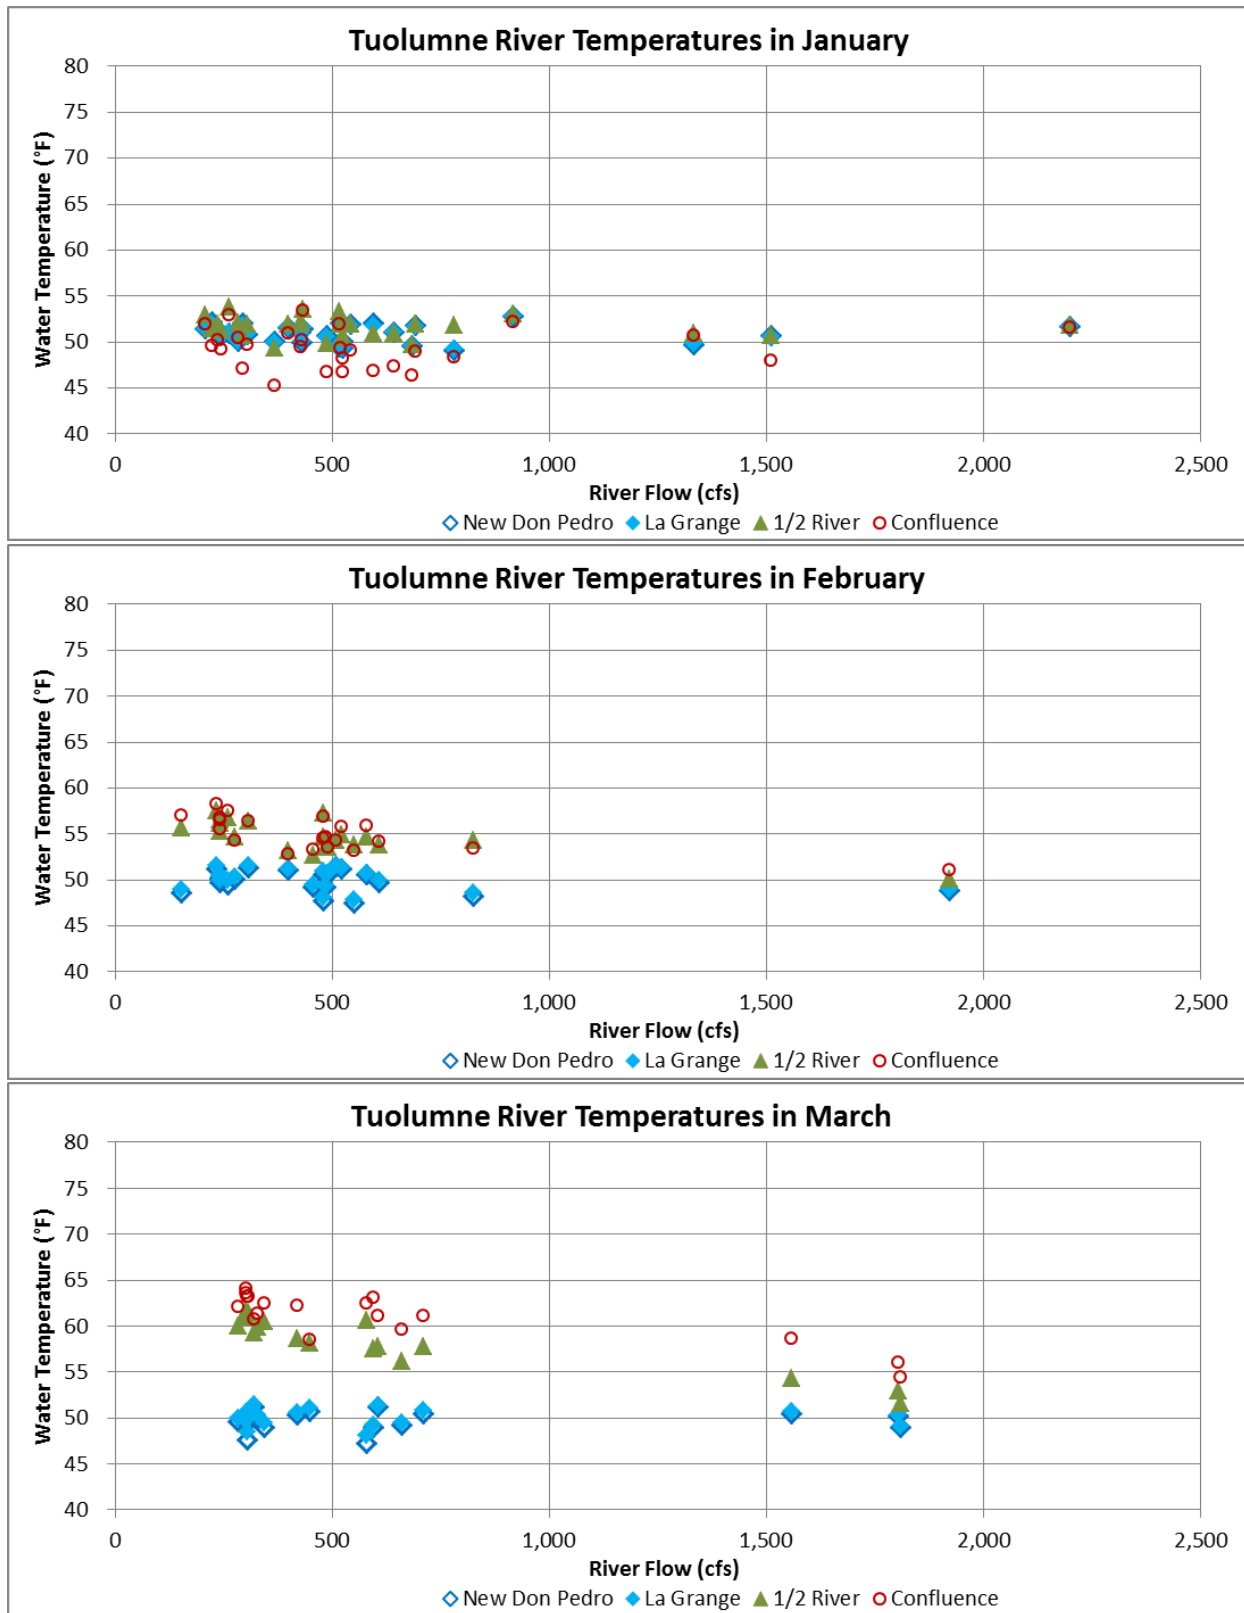 Tuolumne River Temperatures in January
Water Temperature (°F)
80
75
70
65
60
55
50
45
40
0 500 1,000 1,500 2,000 2,500
River Flow (cfs)
New Don Pedro La Grange 1/2 River Confluence
Tuolumne River Temperatures in February
Water Temperature (°F)
80
75
70
65
60
55
50
45
40
0 500 1,000 1,500 2,000 2,500
River Flow (cfs)
New Don Pedro La Grange 1/2 River Confluence
Tuolumne River Temperatures in March
Water Temperature (°F)
80
75
70
65
60
55
50
45
40
0 500 1,000 1,500 2,000 2,500
River Flow (cfs)
New Don Pedro La Grange 1/2 River Confluence